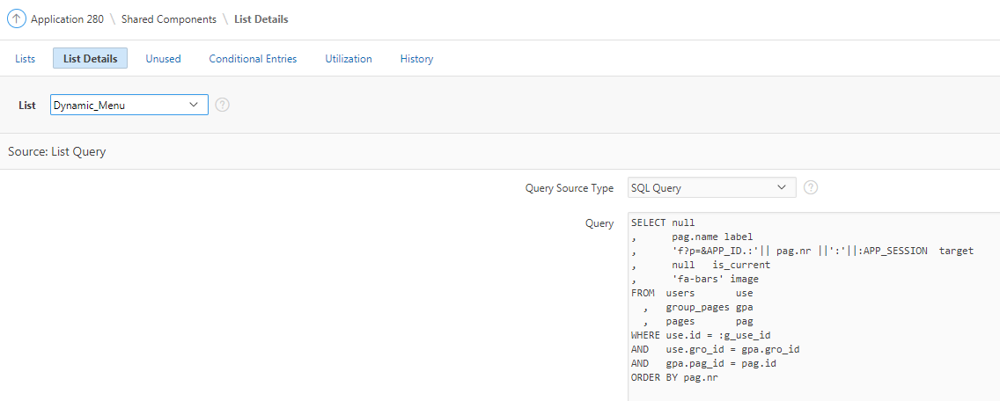 Application 280 \ Shared Components \ List Details
Lists List Details Unused Conditional Entries Utilization History
List Dynamic_Menu ?
Source: List Query
Query Source Type SQL Query ?
Query
SELECT null
,      pag.name label
,      'f?p=&APP_ID.:'|| pag.nr ||':'||:APP_SESSION  target
,      null   is_current
,      'fa-bars' image
FROM  users       use
  ,   group_pages gpa
  ,   pages       pag
WHERE use.id = :g_use_id
AND   use.gro_id = gpa.gro_id
AND   gpa.pag_id = pag.id
ORDER BY pag.nr